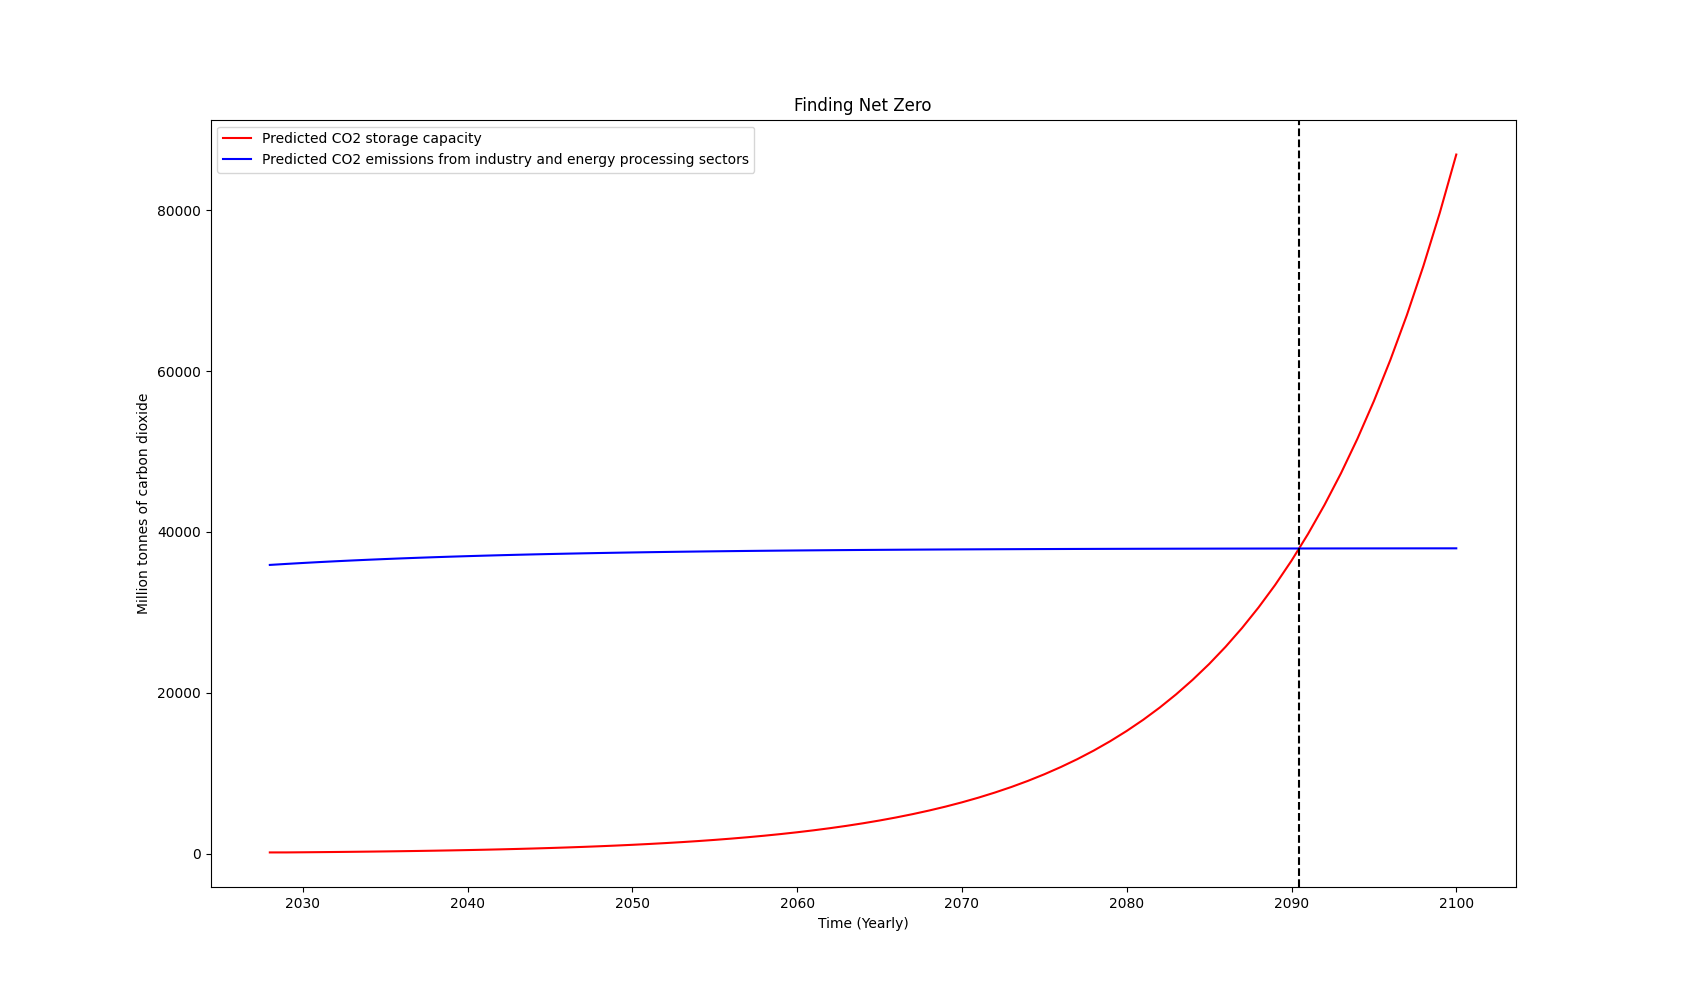 Finding Net Zero
Predicted CO2 storage capacity
Predicted CO2 emissions from industry and energy processing sectors
Million tonnes of carbon dioxide
80000
60000
40000
20000
0
2030 2040 2050 2060 2070 2080 2090 2100
Time (Yearly)